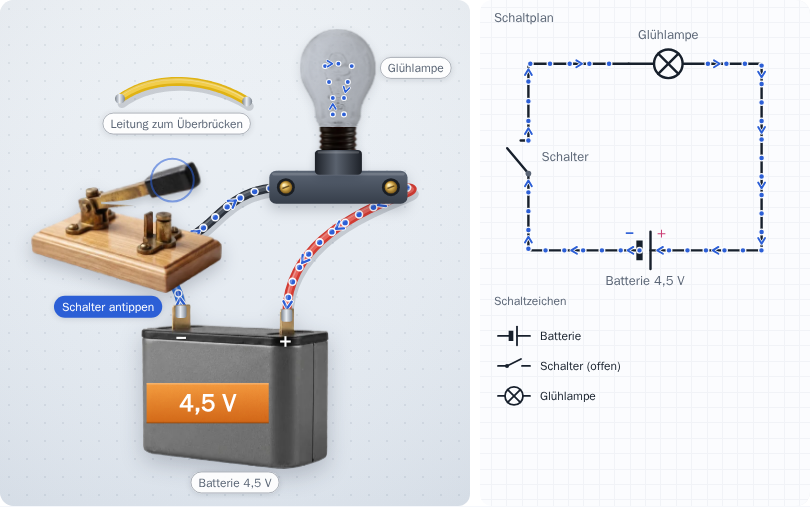 Glühlampe
Leitung zum Überbrücken
Schalter antippen
−
+
4,5 V
Batterie 4,5 V
Schaltplan
Glühlampe
Schalter
− +
Batterie 4,5 V
Schaltzeichen
Batterie
Schalter (offen)
Glühlampe